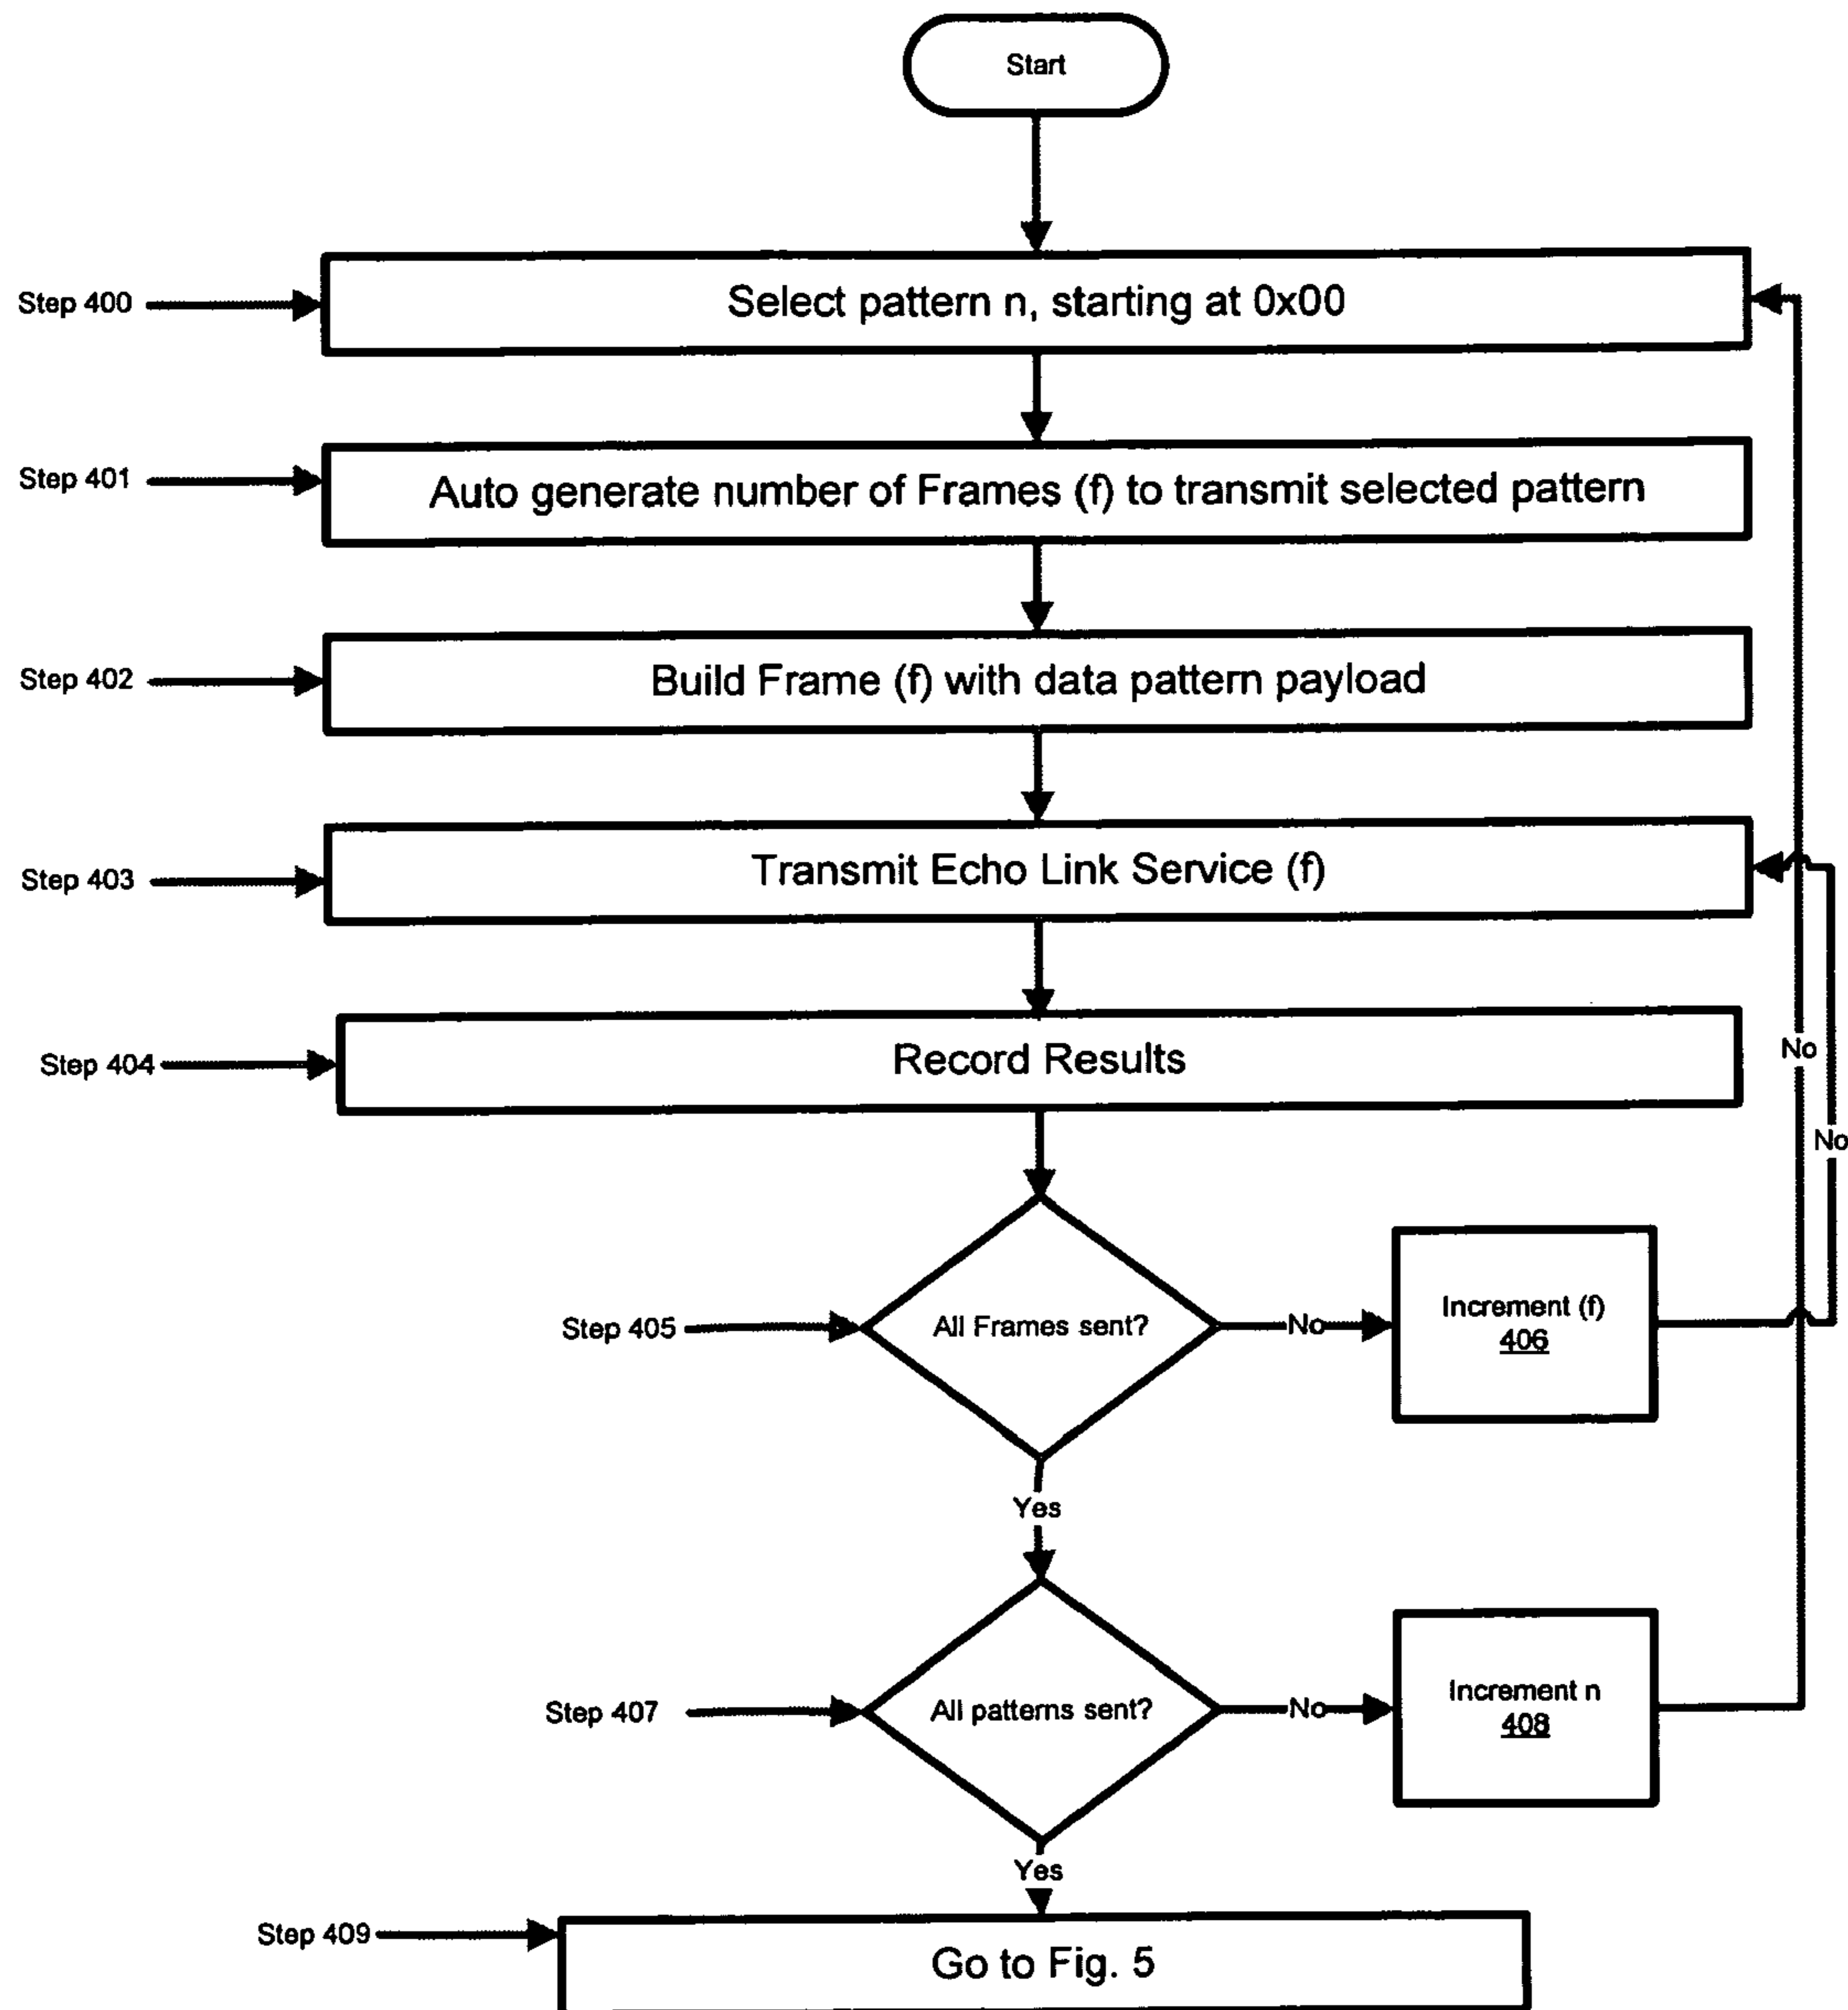 Start
Step 400
Select pattern n, starting at 0x00
Step 401
Auto generate number of Frames (f) to transmit selected pattern
Step 402
Build Frame (f) with data pattern payload
Step 403
Transmit Echo Link Service (f)
Step 404
Record Results
No
No
Step 405
All Frames sent?
No
Increment (f)
406
Yes
Step 407
All patterns sent?
No
Increment n
408
Yes
Step 409
Go to Fig. 5